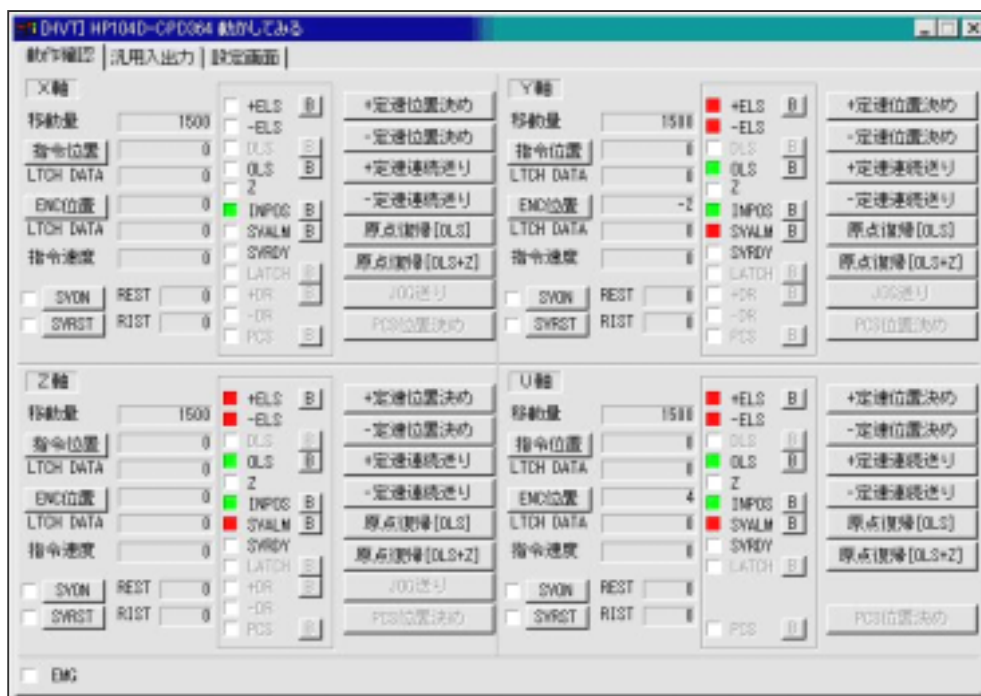 [HVT] HP104D-CPD364 動かしてみる
動作確認 汎用入出力 設定画面
X軸
移動量 1500
指令位置 0
LTCH DATA 0
ENC位置 0
LTCH DATA 0
指令速度 0
SVON REST 0
SVRST RIST 0
+ELS B
-ELS
DLS B
OLS B
Z
INPOS B
SVALM B
SVRDY
LATCH B
+DR B
-DR
PCS B
+定速位置決め
-定速位置決め
+定速連続送り
-定速連続送り
原点復帰[OLS]
原点復帰[OLS+Z]
JOG送り
PCS位置決め
Y軸
移動量 1500
指令位置 0
LTCH DATA 0
ENC位置 -2
LTCH DATA 0
指令速度 0
SVON REST 0
SVRST RIST 0
+ELS B
-ELS
DLS B
OLS B
Z
INPOS B
SVALM B
SVRDY
LATCH B
+DR B
-DR
PCS B
+定速位置決め
-定速位置決め
+定速連続送り
-定速連続送り
原点復帰[OLS]
原点復帰[OLS+Z]
JOG送り
PCS位置決め
Z軸
移動量 1500
指令位置 0
LTCH DATA 0
ENC位置 0
LTCH DATA 0
指令速度 0
SVON REST 0
SVRST RIST 0
+ELS B
-ELS
DLS B
OLS B
Z
INPOS B
SVALM B
SVRDY
LATCH B
+DR B
-DR
PCS B
+定速位置決め
-定速位置決め
+定速連続送り
-定速連続送り
原点復帰[OLS]
原点復帰[OLS+Z]
JOG送り
PCS位置決め
U軸
移動量 1500
指令位置 0
LTCH DATA 0
ENC位置 4
LTCH DATA 0
指令速度 0
SVON REST 0
SVRST RIST 0
+ELS B
-ELS
DLS B
OLS B
Z
INPOS B
SVALM B
SVRDY
LATCH B
PCS B
+定速位置決め
-定速位置決め
+定速連続送り
-定速連続送り
原点復帰[OLS]
原点復帰[OLS+Z]
PCS位置決め
EMG